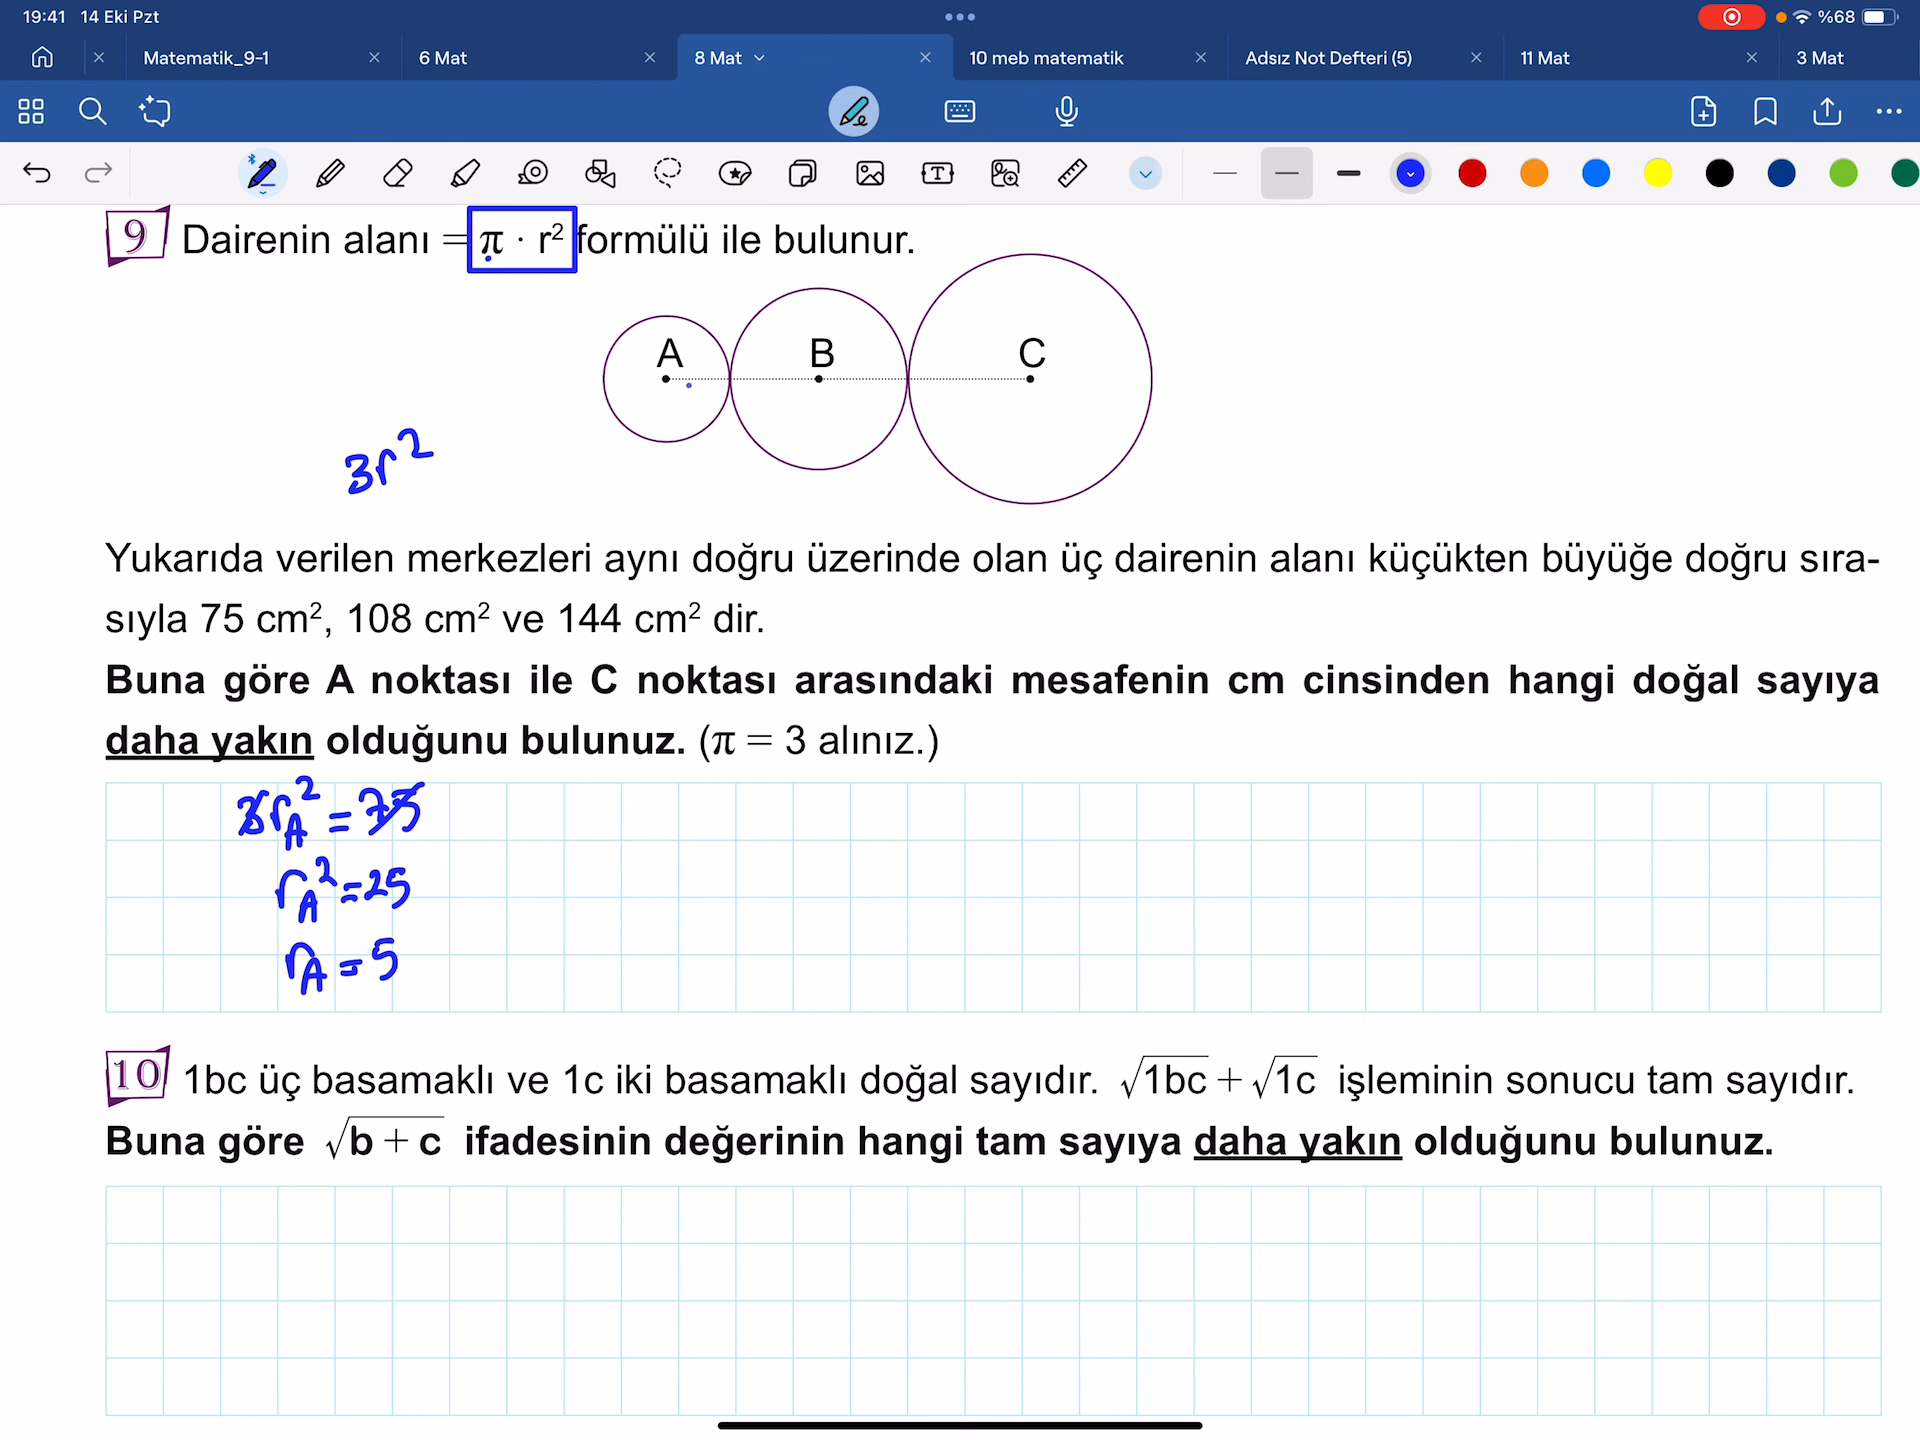 19:41 14 Eki Pzt
%68
Matematik_9-1
6 Mat
8 Mat
10 meb matematik
Adsız Not Defteri (5)
11 Mat
3 Mat
9 Dairenin alanı = π · r² formülü ile bulunur.
A B C
3r²
Yukarıda verilen merkezleri aynı doğru üzerinde olan üç dairenin alanı küçükten büyüğe doğru sıra-
sıyla 75 cm², 108 cm² ve 144 cm² dir.
Buna göre A noktası ile C noktası arasındaki mesafenin cm cinsinden hangi doğal sayıya
daha yakın olduğunu bulunuz. (π = 3 alınız.)
3r_A² = 75
r_A² = 25
r_A = 5
10 1bc üç basamaklı ve 1c iki basamaklı doğal sayıdır. √1bc + √1c işleminin sonucu tam sayıdır.
Buna göre √b + c ifadesinin değerinin hangi tam sayıya daha yakın olduğunu bulunuz.